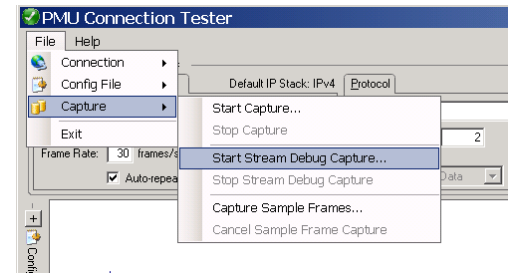 PMU Connection Tester
File Help
Connection
Config File
Default IP Stack: IPv4 Protocol
Capture
Start Capture...
Stop Capture
Exit
2
Frame Rate: 30 frames/s
Start Stream Debug Capture...
Auto-repea
Stop Stream Debug Capture
Data
Capture Sample Frames...
Cancel Sample Frame Capture
Config